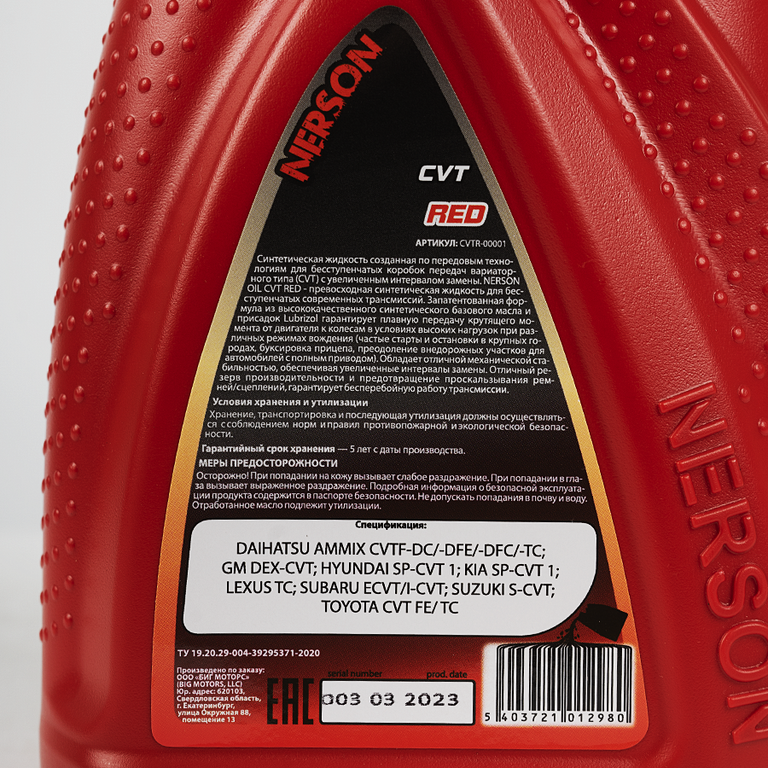 NERSON
CVT
RED
АРТИКУЛ: CVTR-00001
Синтетическая жидкость созданная по передовым техно-
логиям для бесступенчатых коробок передач вариатор-
ного типа (CVT) с увеличенным интервалом замены. NERSON
OIL CVT RED - превосходная синтетическая жидкость для бес-
ступенчатых современных трансмиссий. Запатентованная фор-
мула из высококачественного синтетического базового масла и
присадок Lubrizol гарантирует плавную передачу крутящего мо-
мента от двигателя к колесам в условиях высоких нагрузок при раз-
личных режимах вождения (частые старты и остановки в крупных го-
родах, буксировка прицепа, преодоление внедорожных участков для
автомобилей с полным приводом). Обладает отличной механической ста-
бильностью, обеспечивая увеличенные интервалы замены. Отличный ре-
зерв производительности и предотвращение проскальзывания рем-
ней/сцеплений, гарантирует бесперебойную работу трансмиссии.
Условия хранения и утилизации
Хранение, транспортировка и последующая утилизация должны осуществлять-
ся с соблюдением норм и правил противопожарной и экологической безопас-
ности.
Гарантийный срок хранения — 5 лет с даты производства.
МЕРЫ ПРЕДОСТОРОЖНОСТИ
Осторожно! При попадании на кожу вызывает слабое раздражение. При попадании в гла-
за вызывает выраженное раздражение. Подробная информация о безопасной эксплуата-
ции продукта содержится в паспорте безопасности. Не допускать попадания в почву и воду.
Отработанное масло подлежит утилизации.
Спецификация:
DAIHATSU AMMIX CVTF-DC/-DFE/-DFC/-TC;
GM DEX-CVT; HYUNDAI SP-CVT 1; KIA SP-CVT 1;
LEXUS TC; SUBARU ECVT/I-CVT; SUZUKI S-CVT;
TOYOTA CVT FE/ TC
ТУ 19.20.29-004-39295371-2020
Произведено по заказу:
ООО «БИГ МОТОРС»
(BIG MOTORS, LLC)
Юр. адрес: 620103,
Свердловская область,
г. Екатеринбург,
улица Окружная 88,
помещение 13
EAC
serial number prod. date
003 03 2023
5 403721 012980
NERSON